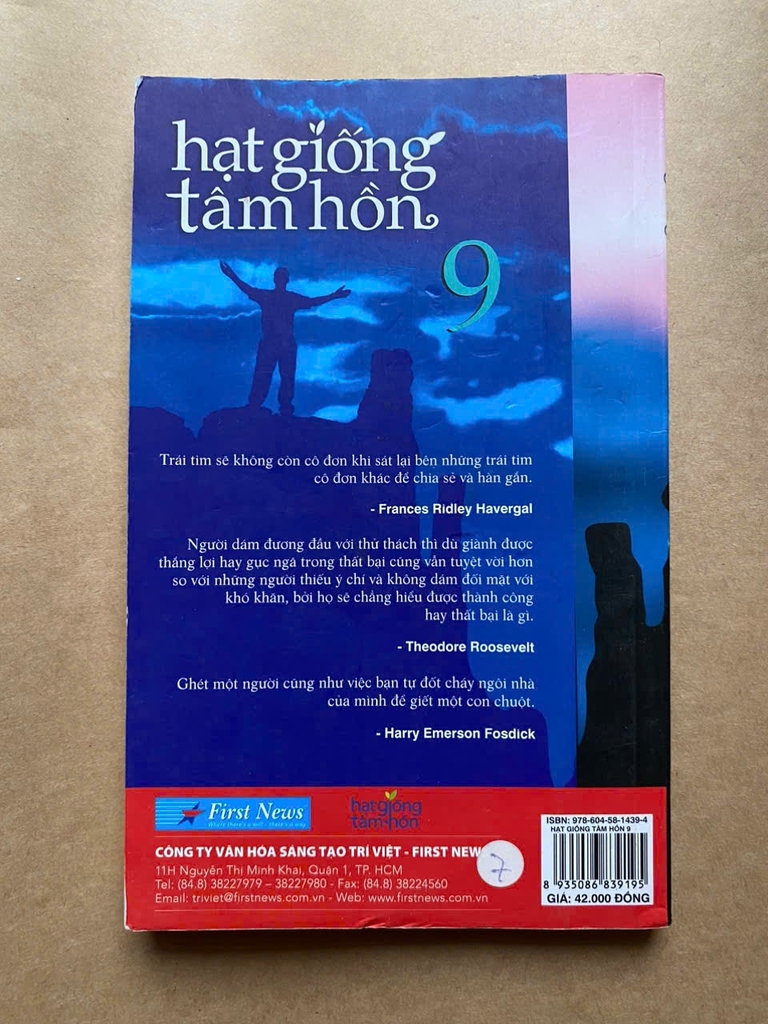 hạt giống
tâm hồn
9
Trái tim sẽ không còn cô đơn khi sát lại bên những trái tim
cô đơn khác để chia sẻ và hàn gắn.
- Frances Ridley Havergal
Người dám đương đầu với thử thách thì dù giành được
thắng lợi hay gục ngã trong thất bại cũng vẫn tuyệt vời hơn
so với những người thiếu ý chí và không dám đối mặt với
khó khăn, bởi họ sẽ chẳng hiểu được thành công
hay thất bại là gì.
- Theodore Roosevelt
Ghét một người cũng như việc bạn tự đốt cháy ngôi nhà
của mình để giết một con chuột.
- Harry Emerson Fosdick
First News
Where there's a will - there's a way
hạt giống
tâm hồn
CÔNG TY VĂN HÓA SÁNG TẠO TRÍ VIỆT - FIRST NEW
11H Nguyễn Thị Minh Khai, Quận 1, TP. HCM
Tel: (84.8) 38227979 – 38227980 - Fax: (84.8) 38224560
Email: triviet@firstnews.com.vn - Web: www.firstnews.com.vn
7
ISBN: 978-604-58-1439-4
HẠT GIỐNG TÂM HỒN 9
8 935086 839195
GIÁ: 42.000 ĐỒNG